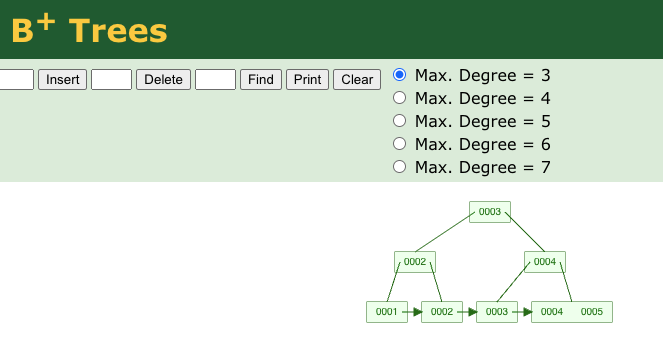 B+ Trees
Insert Delete Find Print Clear
Max. Degree = 3
Max. Degree = 4
Max. Degree = 5
Max. Degree = 6
Max. Degree = 7
0003
0002 0004
0001 0002 0003 0004 0005